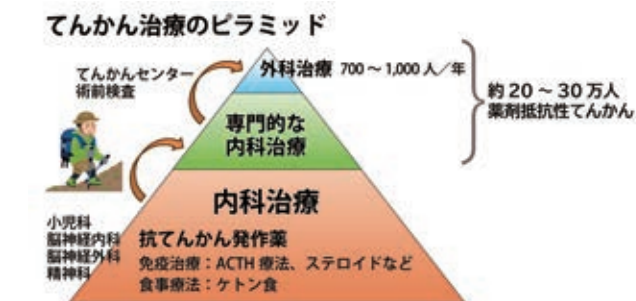 てんかん治療のピラミッド
てんかんセンター
術前検査
外科治療 700～1,000人／年
約20～30万人
薬剤抵抗性てんかん
専門的な
内科治療
内科治療
小児科
脳神経内科
脳神経外科
精神科
抗てんかん発作薬
免疫治療：ACTH療法、ステロイドなど
食事療法：ケトン食